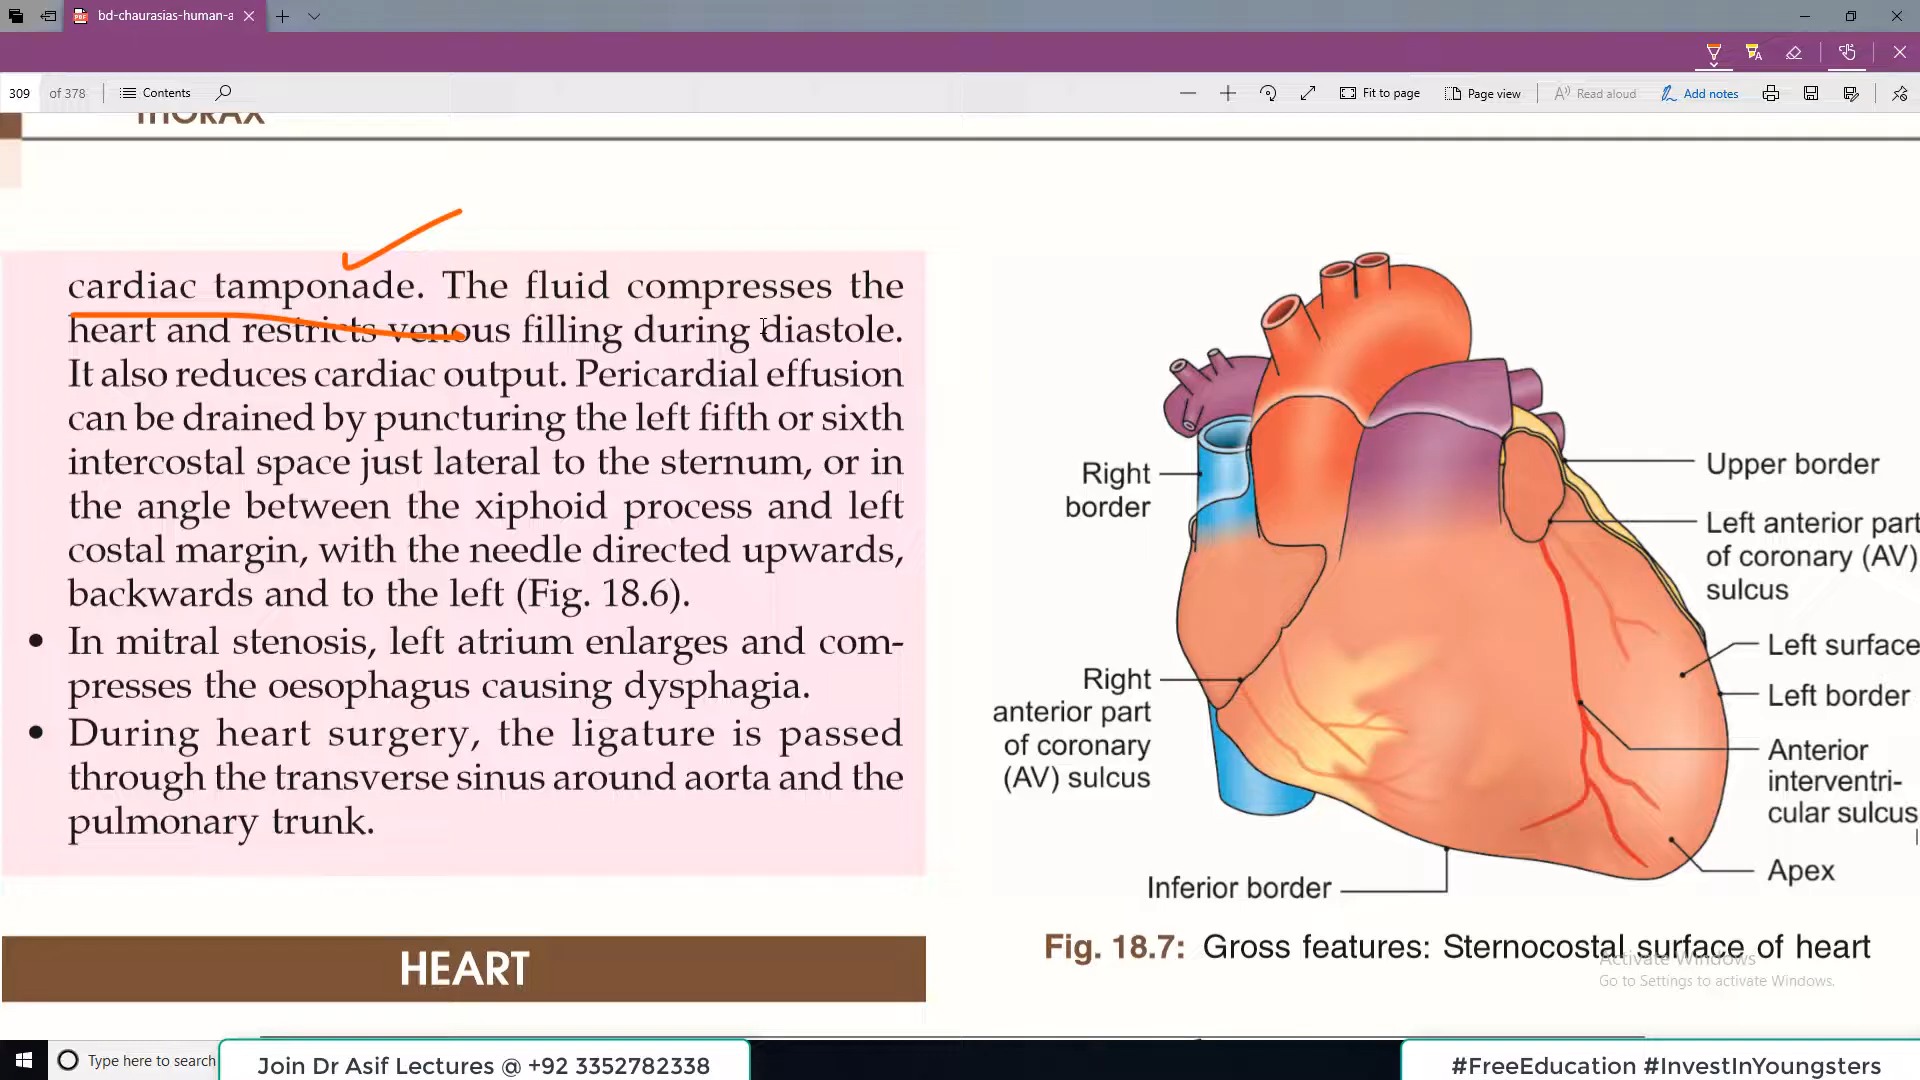 bd-chaurasias-human-a
309 of 378
Contents
Fit to page
Page view
Read aloud
Add notes
THORAX
cardiac tamponade. The fluid compresses the
heart and restricts venous filling during diastole.
It also reduces cardiac output. Pericardial effusion
can be drained by puncturing the left fifth or sixth
intercostal space just lateral to the sternum, or in
the angle between the xiphoid process and left
costal margin, with the needle directed upwards,
backwards and to the left (Fig. 18.6).
• In mitral stenosis, left atrium enlarges and com-
presses the oesophagus causing dysphagia.
• During heart surgery, the ligature is passed
through the transverse sinus around aorta and the
pulmonary trunk.
HEART
Right
border
Right
anterior part
of coronary
(AV) sulcus
Inferior border
Upper border
Left anterior part
of coronary (AV)
sulcus
Left surface
Left border
Anterior
interventri-
cular sulcus
Apex
Fig. 18.7: Gross features: Sternocostal surface of heart
Activate Windows
Go to Settings to activate Windows.
Type here to search
Join Dr Asif Lectures @ +92 3352782338
#FreeEducation #InvestInYoungsters